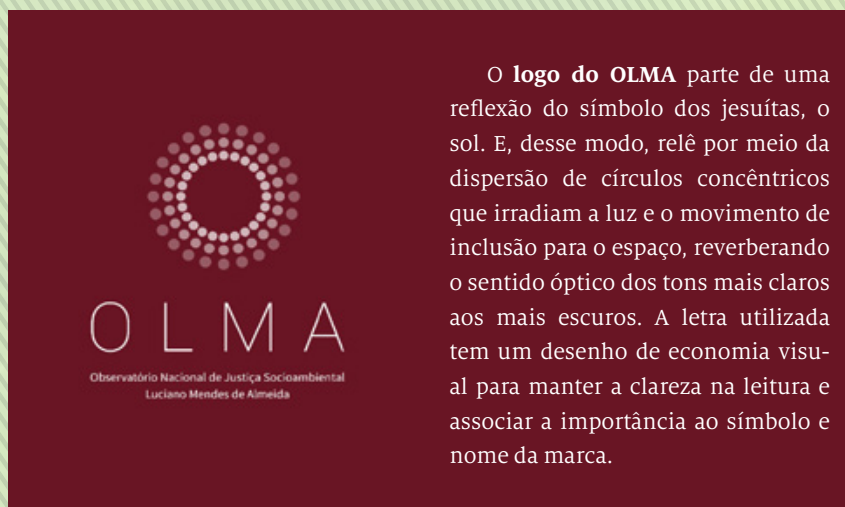 OLMA
Observatório Nacional de Justiça Socioambiental
Luciano Mendes de Almeida
O logo do OLMA parte de uma
reflexão do símbolo dos jesuítas, o
sol. E, desse modo, relê por meio da
dispersão de círculos concêntricos
que irradiam a luz e o movimento de
inclusão para o espaço, reverberando
o sentido óptico dos tons mais claros
aos mais escuros. A letra utilizada
tem um desenho de economia visu-
al para manter a clareza na leitura e
associar a importância ao símbolo e
nome da marca.